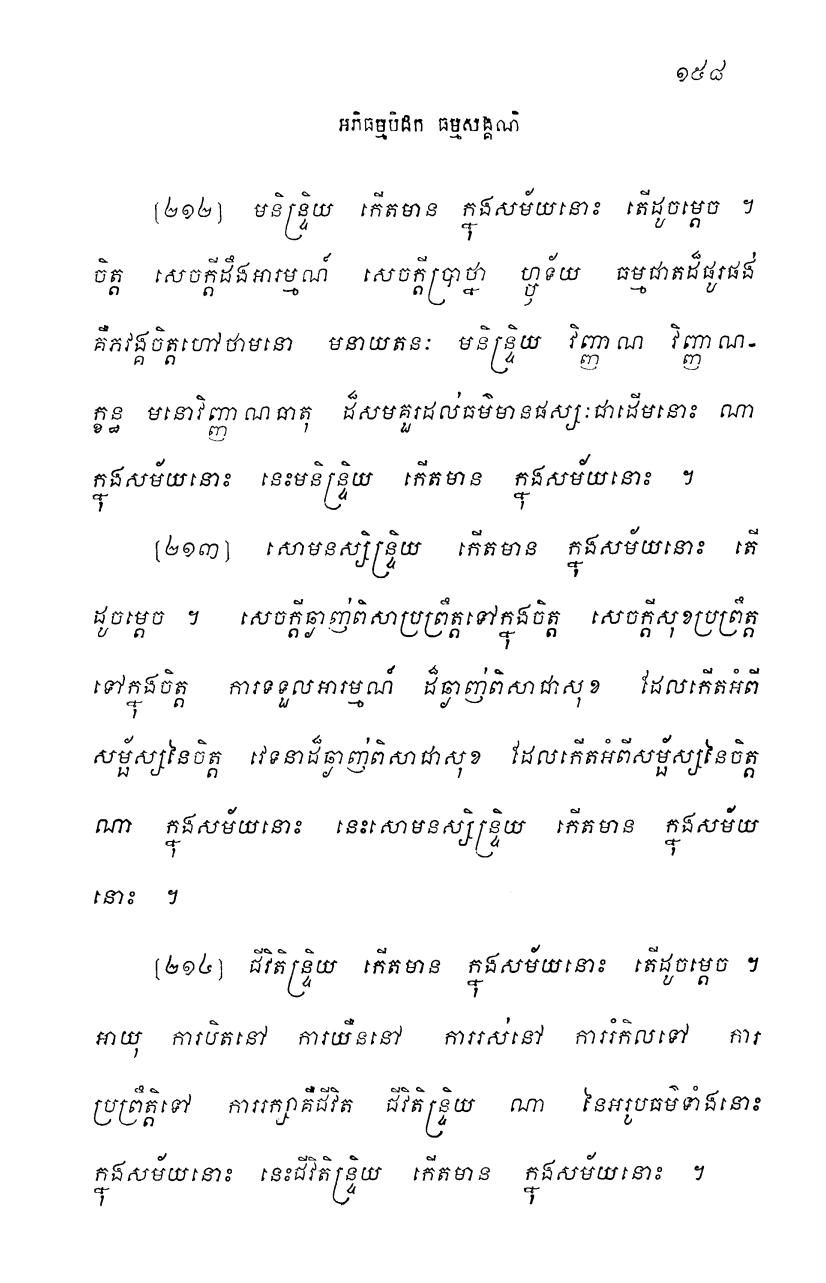 ១៥៨
អភិធម្មបិដក ធម្មសង្គណិ
[២១២] មនិន្ទ្រិយ កើតមាន ក្នុងសម័យនោះ តើដូចម្តេច ។
ចិត្ត សេចក្តីដឹងអារម្មណ៍ សេចក្តីប្រាថ្នា ហ្ឫទ័យ ធម្មជាតដ៏ផូរផង់
គឺភវង្គចិត្តហៅថាមនោ មនាយតនៈ មនិន្ទ្រិយ វិញ្ញាណ វិញ្ញាណ-
ក្ខន្ធ មនោវិញ្ញាណធាតុ ដ៏សមគួរដល់ធម៌មានផស្សៈជាដើមនោះ ណា
ក្នុងសម័យនោះ នេះមនិន្ទ្រិយ កើតមាន ក្នុងសម័យនោះ ។
[២១៣] សោមនស្សិន្ទ្រិយ កើតមាន ក្នុងសម័យនោះ តើ
ដូចម្តេច ។ សេចក្តីឆ្ងាញ់ពិសាប្រព្រឹត្តទៅក្នុងចិត្ត សេចក្តីសុខប្រព្រឹត្ត
ទៅក្នុងចិត្ត ការទទួលអារម្មណ៍ ដ៏ឆ្ងាញ់ពិសាជាសុខ ដែលកើតអំពី
សម្ផ័ស្សនៃចិត្ត វេទនាដ៏ឆ្ងាញ់ពិសាជាសុខ ដែលកើតអំពីសម្ផ័ស្សនៃចិត្ត
ណា ក្នុងសម័យនោះ នេះសោមនស្សិន្ទ្រិយ កើតមាន ក្នុងសម័យ
នោះ ។
[២១៤] ជីវិតិន្ទ្រិយ កើតមាន ក្នុងសម័យនោះ តើដូចម្តេច ។
អាយុ ការបិតនៅ ការយឺននៅ ការរស់នៅ ការរំកិលទៅ ការ
ប្រព្រឹត្តិទៅ ការរក្សាគឺជីវិត ជីវិតិន្ទ្រិយ ណា នៃអរូបធម៌ទាំងនោះ
ក្នុងសម័យនោះ នេះជីវិតិន្ទ្រិយ កើតមាន ក្នុងសម័យនោះ ។